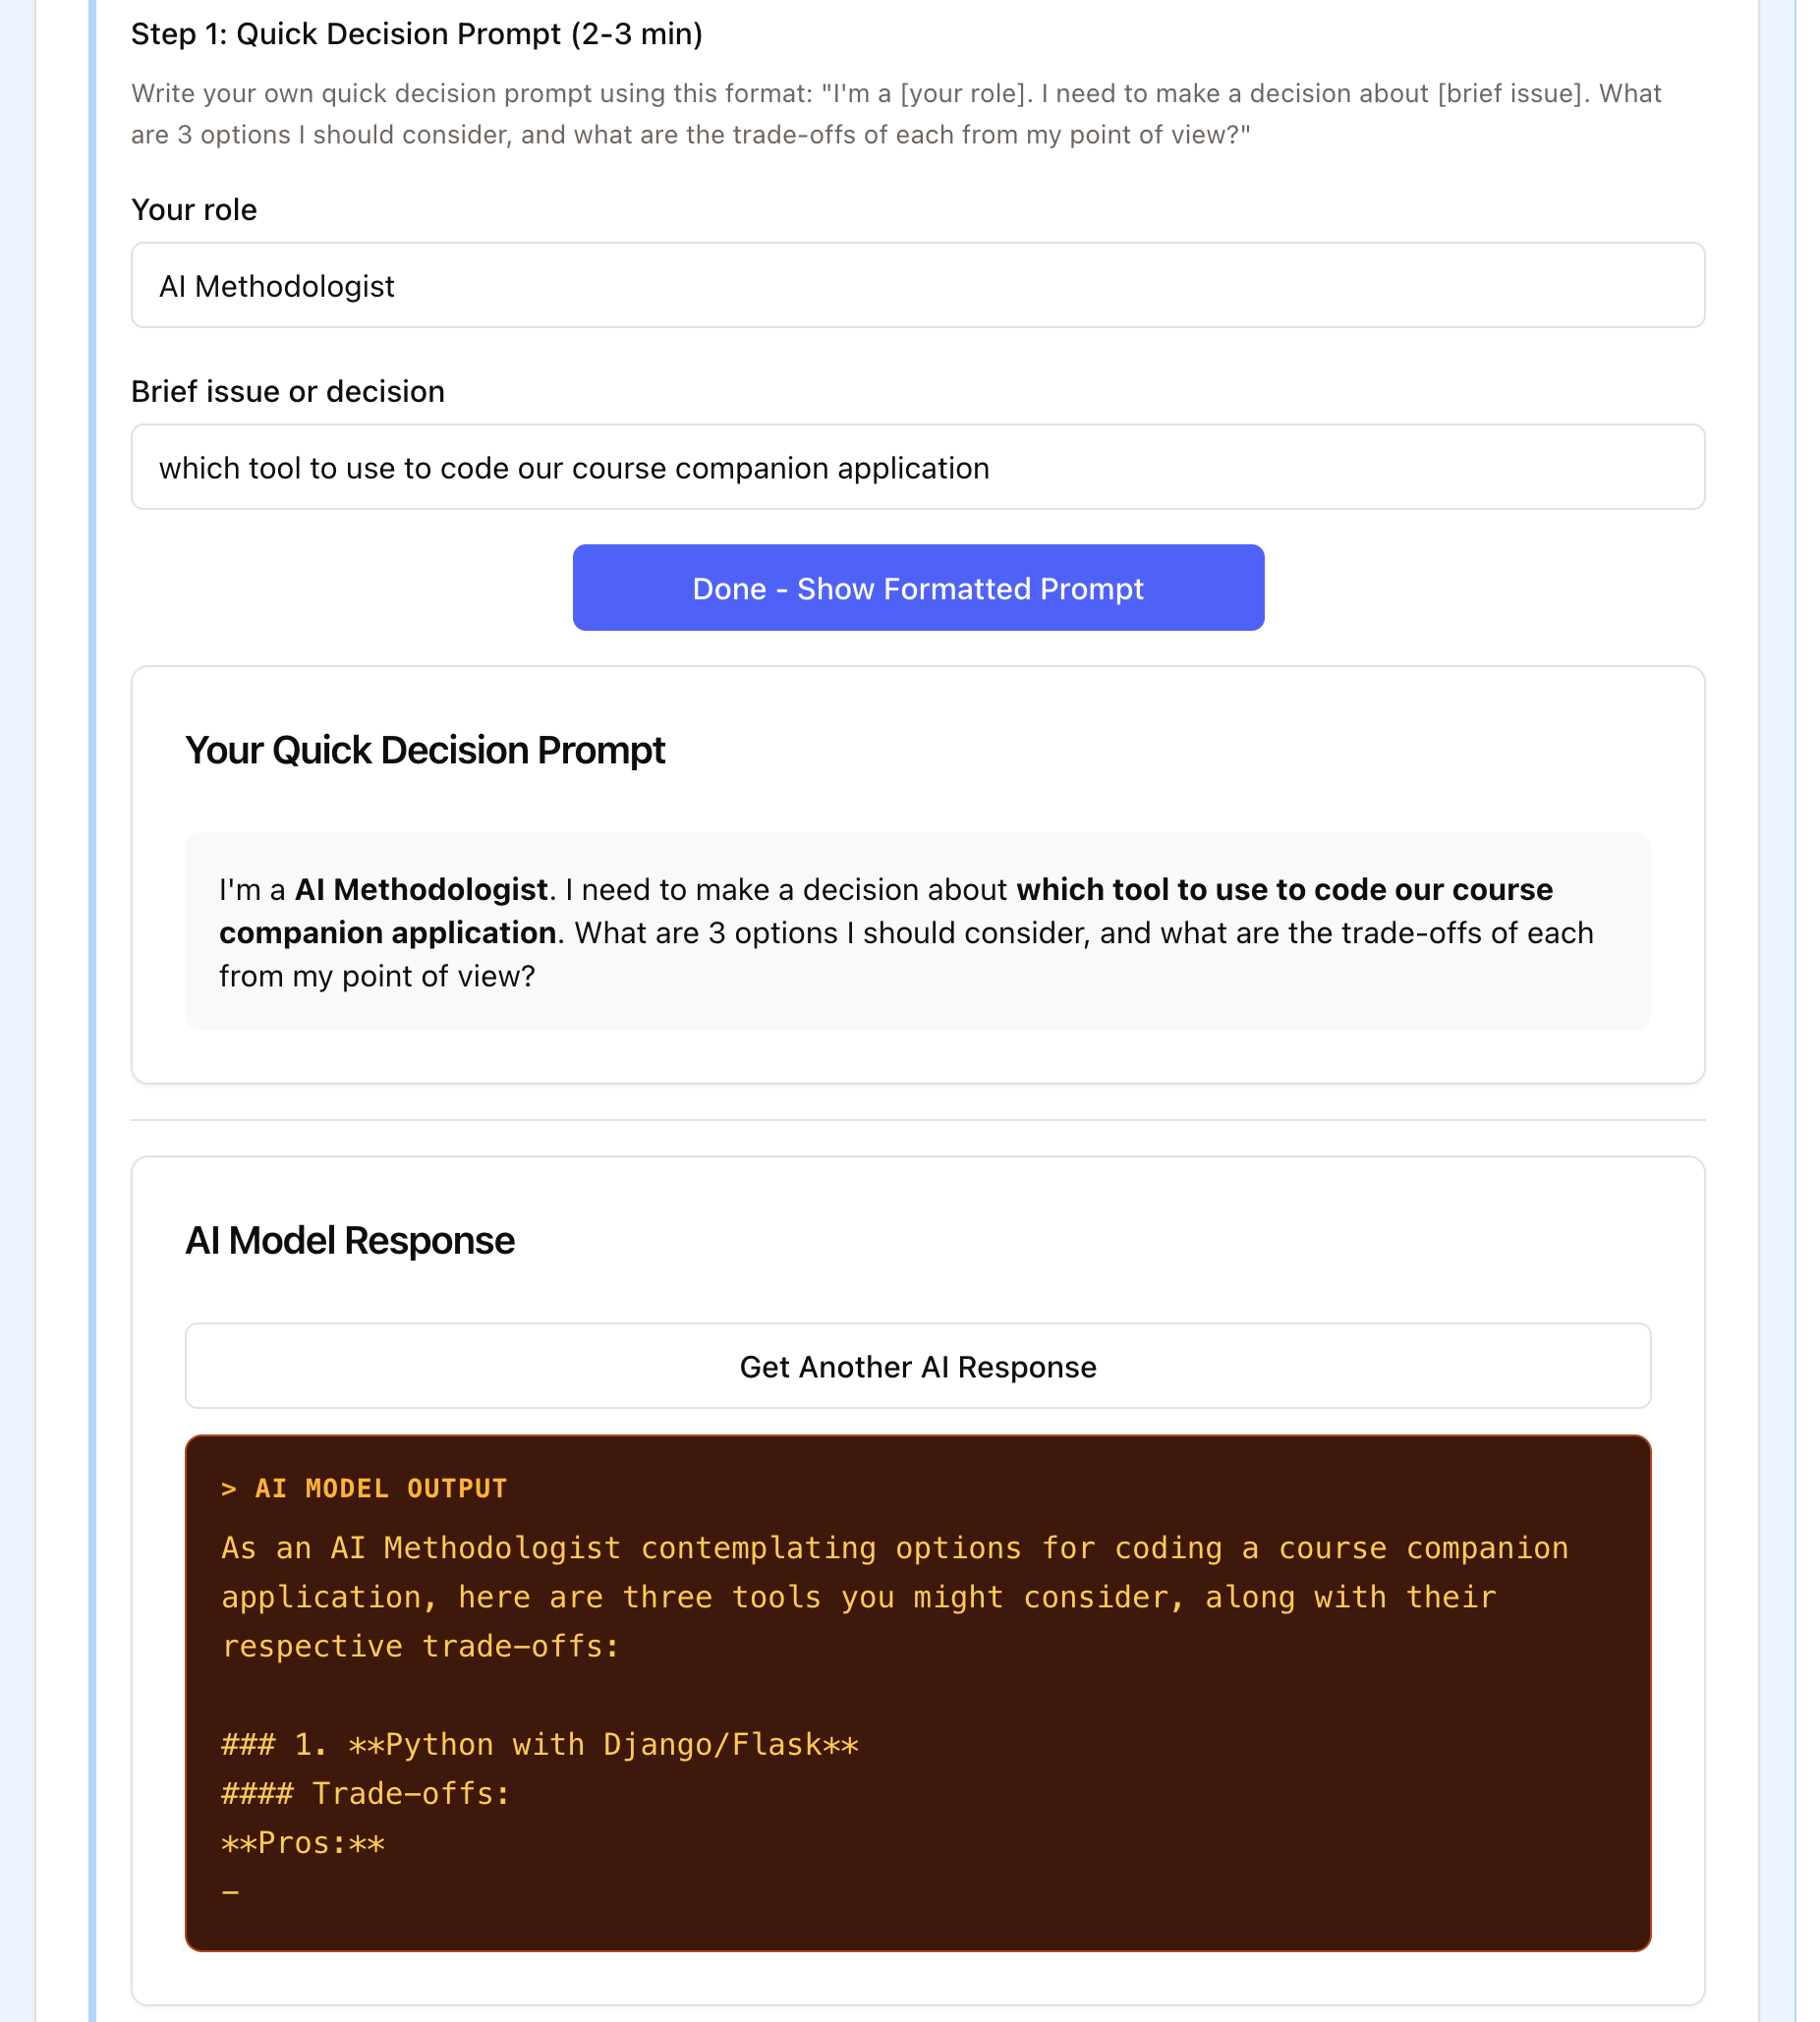 Step 1: Quick Decision Prompt (2-3 min)
Write your own quick decision prompt using this format: "I'm a [your role]. I need to make a decision about [brief issue]. What
are 3 options I should consider, and what are the trade-offs of each from my point of view?"
Your role
AI Methodologist
Brief issue or decision
which tool to use to code our course companion application
Done - Show Formatted Prompt
Your Quick Decision Prompt
I'm a AI Methodologist. I need to make a decision about which tool to use to code our course
companion application. What are 3 options I should consider, and what are the trade-offs of each
from my point of view?
AI Model Response
Get Another AI Response
> AI MODEL OUTPUT
As an AI Methodologist contemplating options for coding a course companion
application, here are three tools you might consider, along with their
respective trade-offs:
### 1. **Python with Django/Flask**
#### Trade-offs:
**Pros:**
-